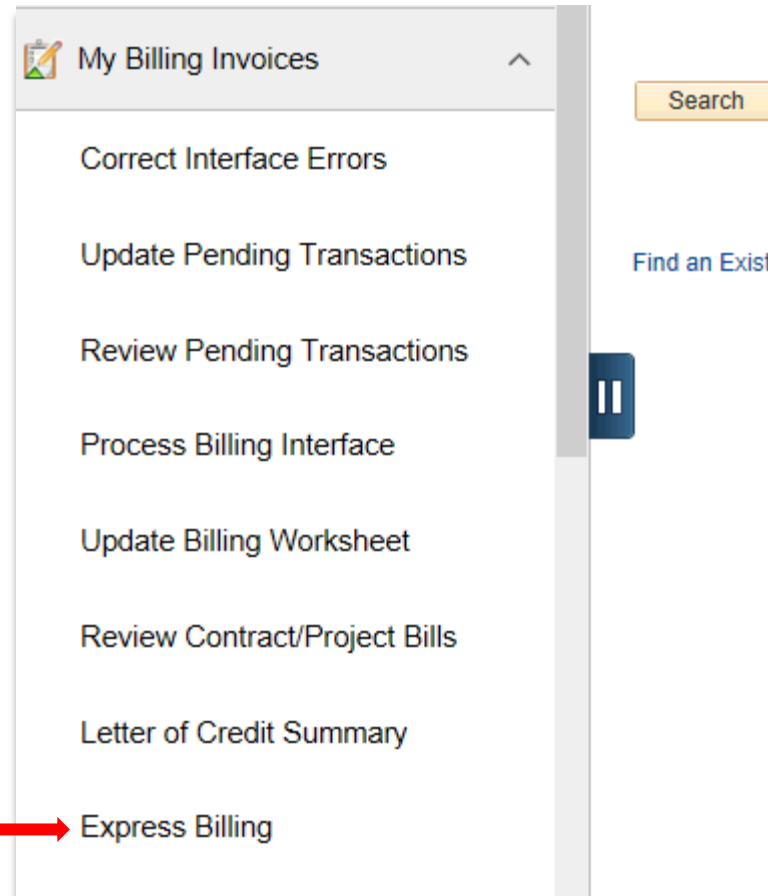 My Billing Invoices
Search
Correct Interface Errors
Update Pending Transactions
Find an Exist
Review Pending Transactions
Process Billing Interface
Update Billing Worksheet
Review Contract/Project Bills
Letter of Credit Summary
Express Billing